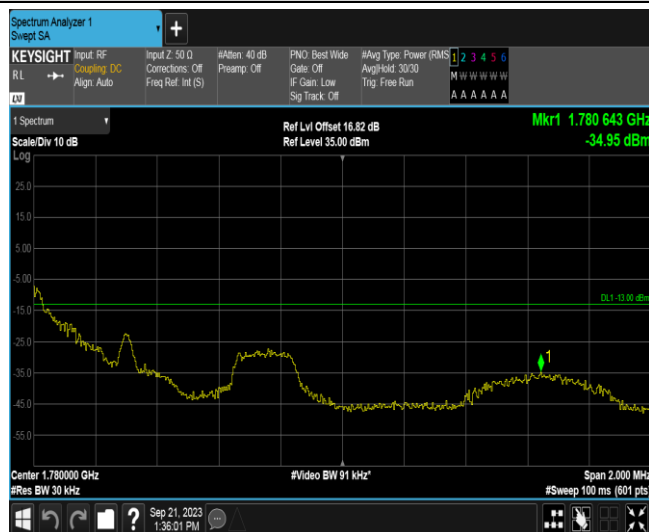 Spectrum Analyzer 1
Swept SA
+
KEYSIGHT
RL
LXI
Input: RF
Coupling: DC
Align: Auto
Input Z: 50 Ω
Corrections: Off
Freq Ref: Int (S)
#Atten: 40 dB
Preamp: Off
PNO: Best Wide
Gate: Off
IF Gain: Low
Sig Track: Off
#Avg Type: Power (RMS
Avg|Hold: 30/30
Trig: Free Run
1 2 3 4 5 6
M W W W W W
A A A A A A
1 Spectrum
Scale/Div 10 dB
Log
Ref Lvl Offset 16.82 dB
Ref Level 35.00 dBm
Mkr1 1.780 643 GHz
-34.95 dBm
25.0
15.0
5.00
-5.00
DL1 -13.00 dBm
-15.0
-25.0
1
-35.0
-45.0
-55.0
Center 1.780000 GHz
#Res BW 30 kHz
#Video BW 91 kHz*
Span 2.000 MHz
#Sweep 100 ms (601 pts)
?
Sep 21, 2023
1:36:01 PM